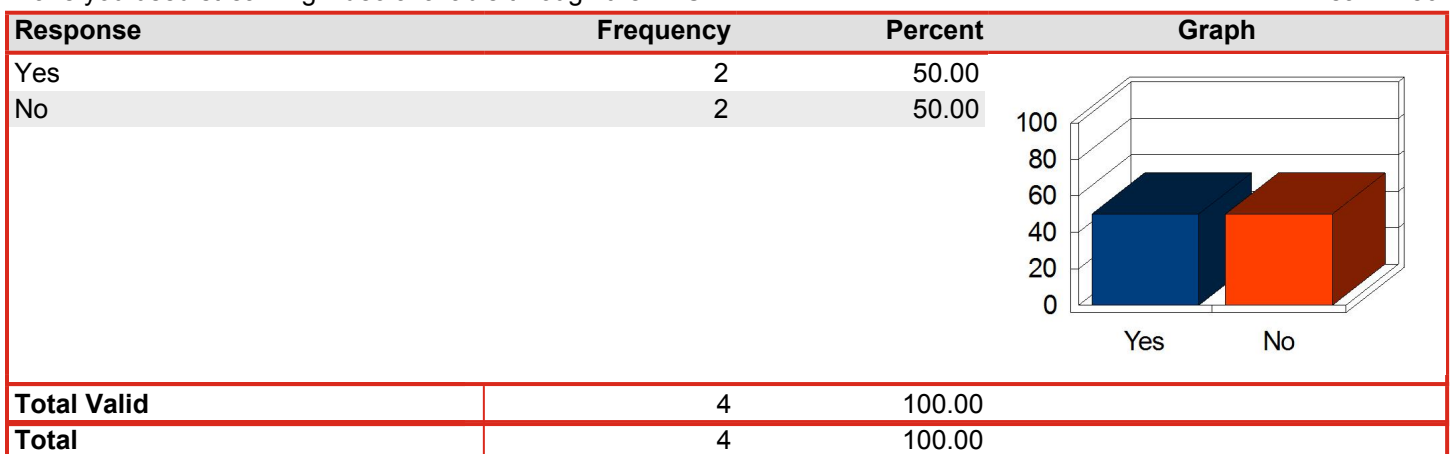 Response Frequency Percent Graph
Yes 2 50.00
No 2 50.00
100
80
60
40
20
0
Yes No
Total Valid 4 100.00
Total 4 100.00